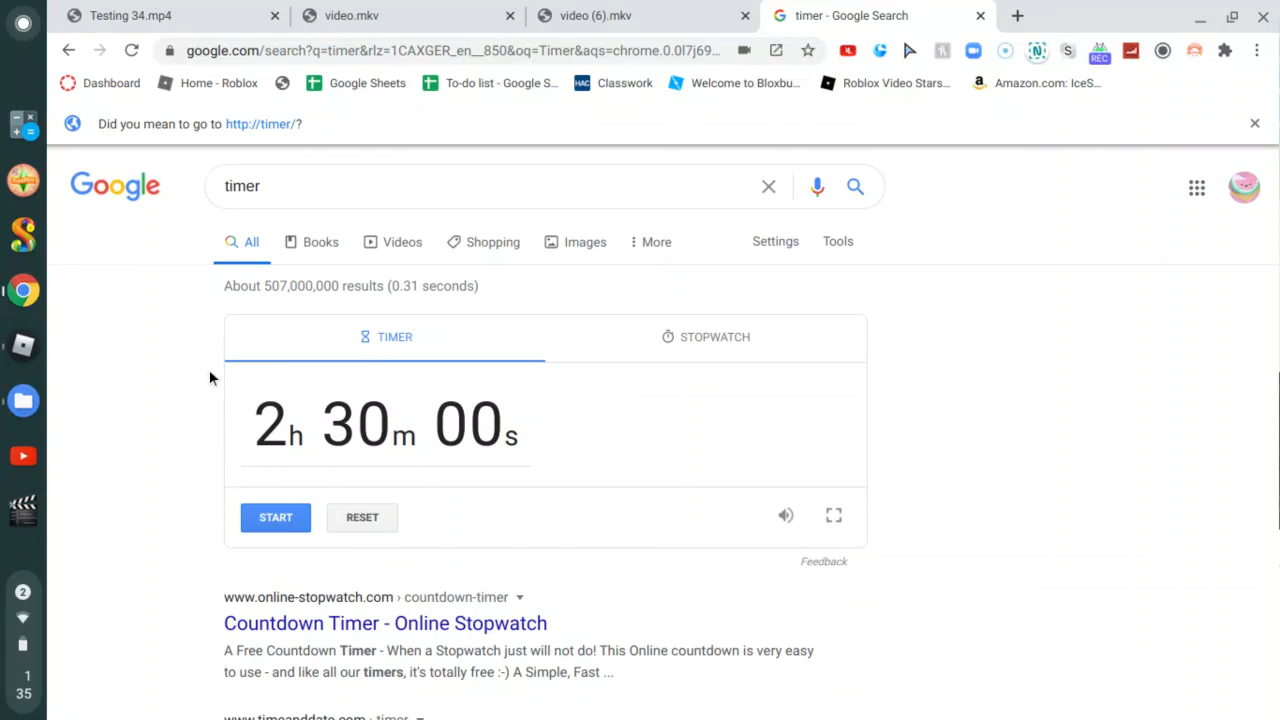 Testing 34.mp4
video.mkv
video (6).mkv
timer - Google Search
google.com/search?q=timer&rlz=1CAXGER_en__850&oq=Timer&aqs=chrome.0.0l7j69...
REC
Dashboard
Home - Roblox
Google Sheets
To-do list - Google S...
HAC
Classwork
Welcome to Bloxbu...
Roblox Video Stars...
Amazon.com: IceS...
Did you mean to go to http://timer/?
Google
timer
All
Books
Videos
Shopping
Images
More
Settings
Tools
About 507,000,000 results (0.31 seconds)
TIMER
STOPWATCH
2h 30m 00s
START
RESET
Feedback
www.online-stopwatch.com › countdown-timer
Countdown Timer - Online Stopwatch
A Free Countdown Timer - When a Stopwatch just will not do! This Online countdown is very easy
to use - and like all our timers, it's totally free :-) A Simple, Fast ...
www.timeanddate.com › timer
2
1
35